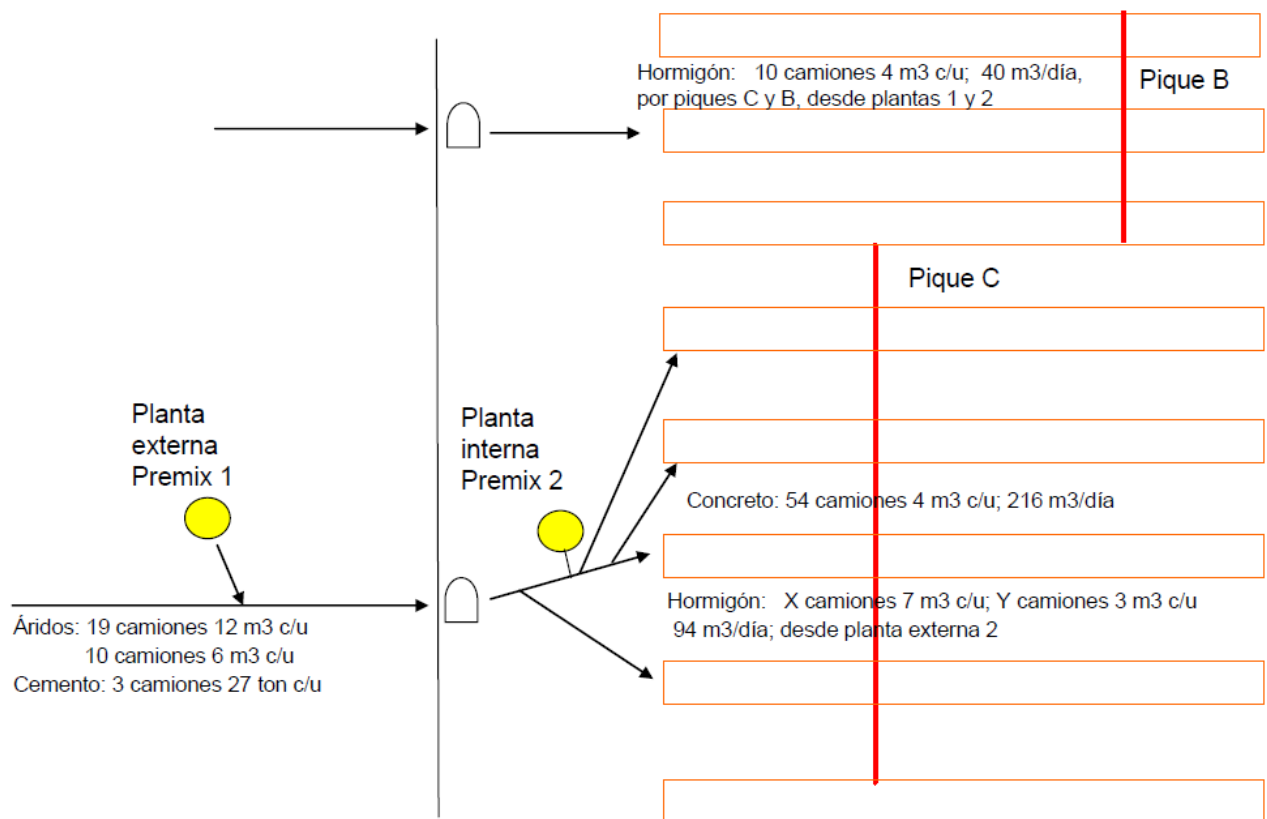 Hormigón: 10 camiones 4 m3 c/u; 40 m3/día,
por piques C y B, desde plantas 1 y 2
Pique B
Pique C
Planta
externa
Premix 1
Planta
interna
Premix 2
Concreto: 54 camiones 4 m3 c/u; 216 m3/día
Hormigón: X camiones 7 m3 c/u; Y camiones 3 m3 c/u
94 m3/día; desde planta externa 2
Áridos: 19 camiones 12 m3 c/u
10 camiones 6 m3 c/u
Cemento: 3 camiones 27 ton c/u